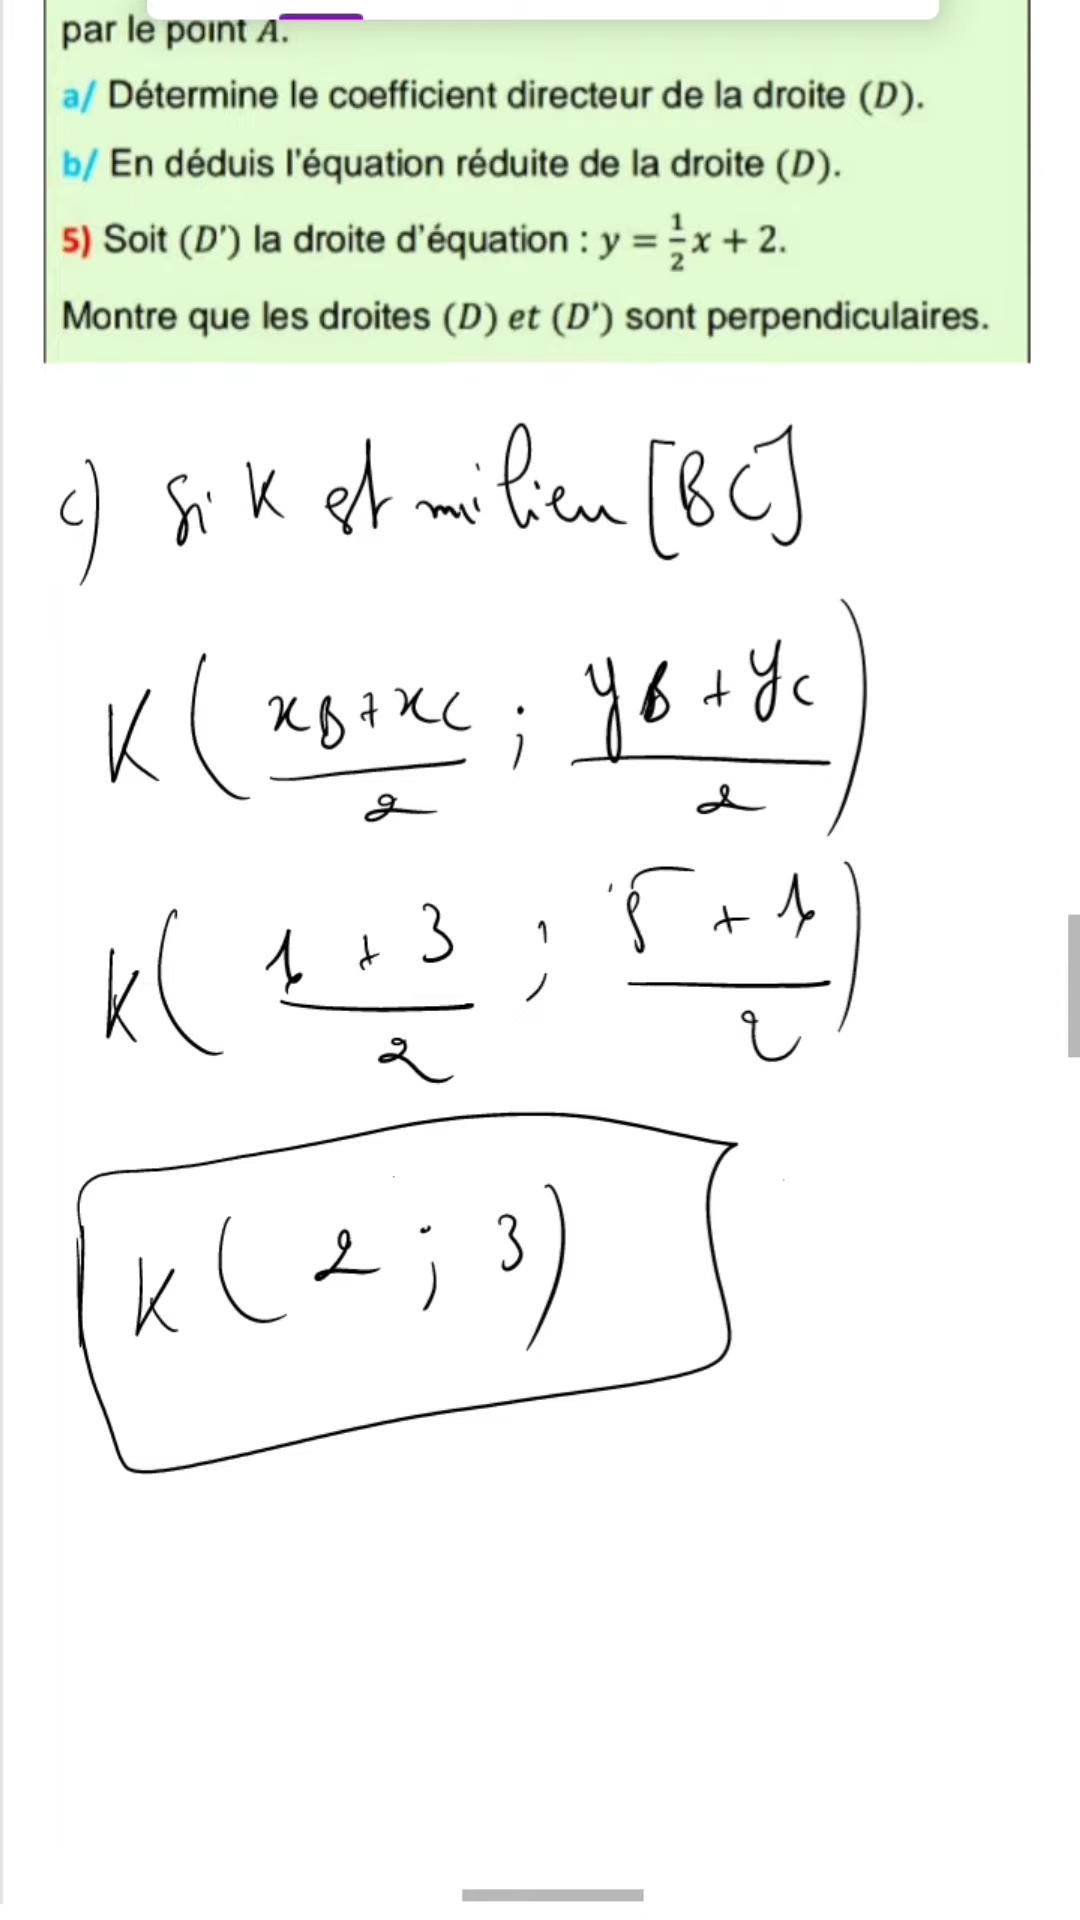 par le point A.
a/ Détermine le coefficient directeur de la droite (D).
b/ En déduis l'équation réduite de la droite (D).
5) Soit (D') la droite d'équation : y = 1/2 x + 2.
Montre que les droites (D) et (D') sont perpendiculaires.
c) Si K est milieu [BC]
K( (xB+xC)/2 ; (yB+yC)/2 )
K( (1+3)/2 ; (5+1)/2 )
K( 2 ; 3)